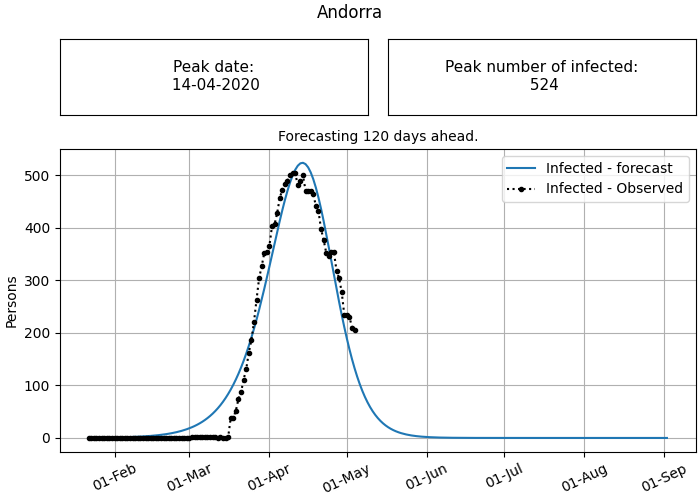 Andorra
Peak date:
14-04-2020
Peak number of infected:
524
Forecasting 120 days ahead.
Infected - forecast
Infected - Observed
Persons
500
400
300
200
100
0
01-Feb
01-Mar
01-Apr
01-May
01-Jun
01-Jul
01-Aug
01-Sep